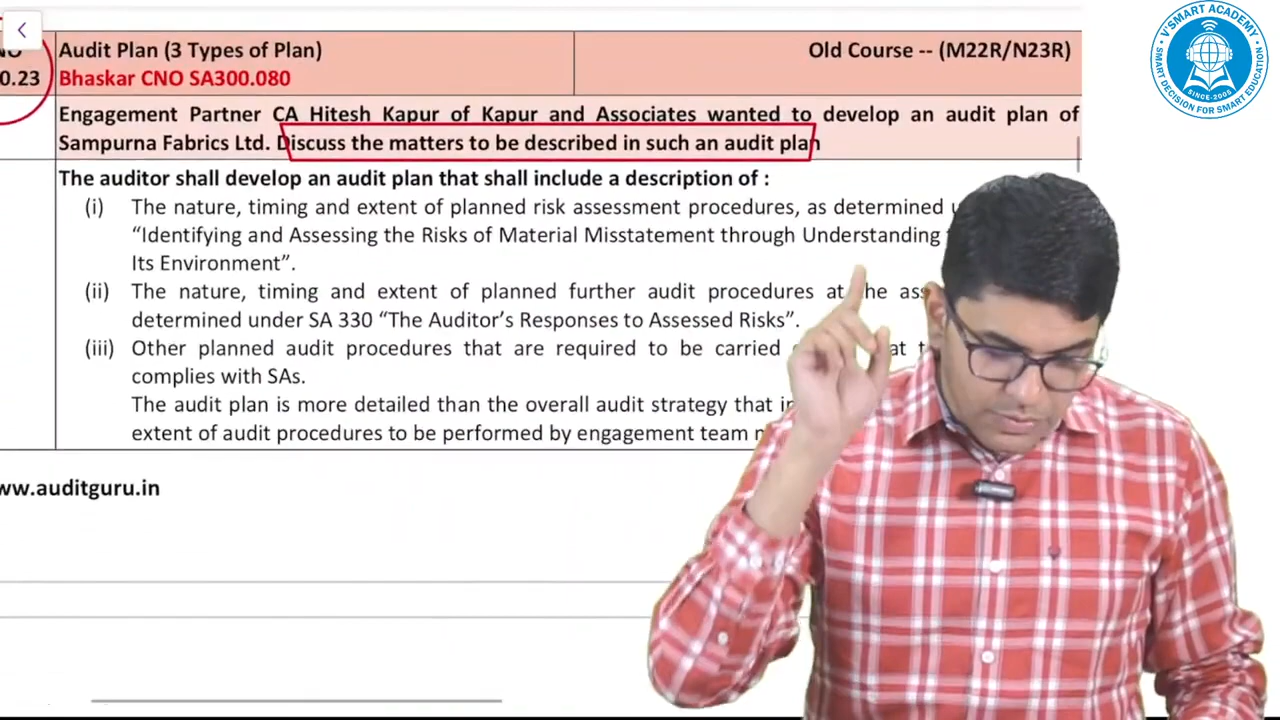 0.23
Audit Plan (3 Types of Plan)
Old Course -- (M22R/N23R)
Bhaskar CNO SA300.080
Engagement Partner CA Hitesh Kapur of Kapur and Associates wanted to develop an audit plan of
Sampurna Fabrics Ltd. Discuss the matters to be described in such an audit plan
The auditor shall develop an audit plan that shall include a description of :
(i) The nature, timing and extent of planned risk assessment procedures, as determined
“Identifying and Assessing the Risks of Material Misstatement through Understanding
Its Environment”.
(ii) The nature, timing and extent of planned further audit procedures at
determined under SA 330 “The Auditor’s Responses to Assessed Risks”.
(iii) Other planned audit procedures that are required to be carried
complies with SAs.
The audit plan is more detailed than the overall audit strategy that
extent of audit procedures to be performed by engagement team
ww.auditguru.in
V'SMART ACADEMY
SMART DECISION FOR SMART EDUCATION
SINCE-2005